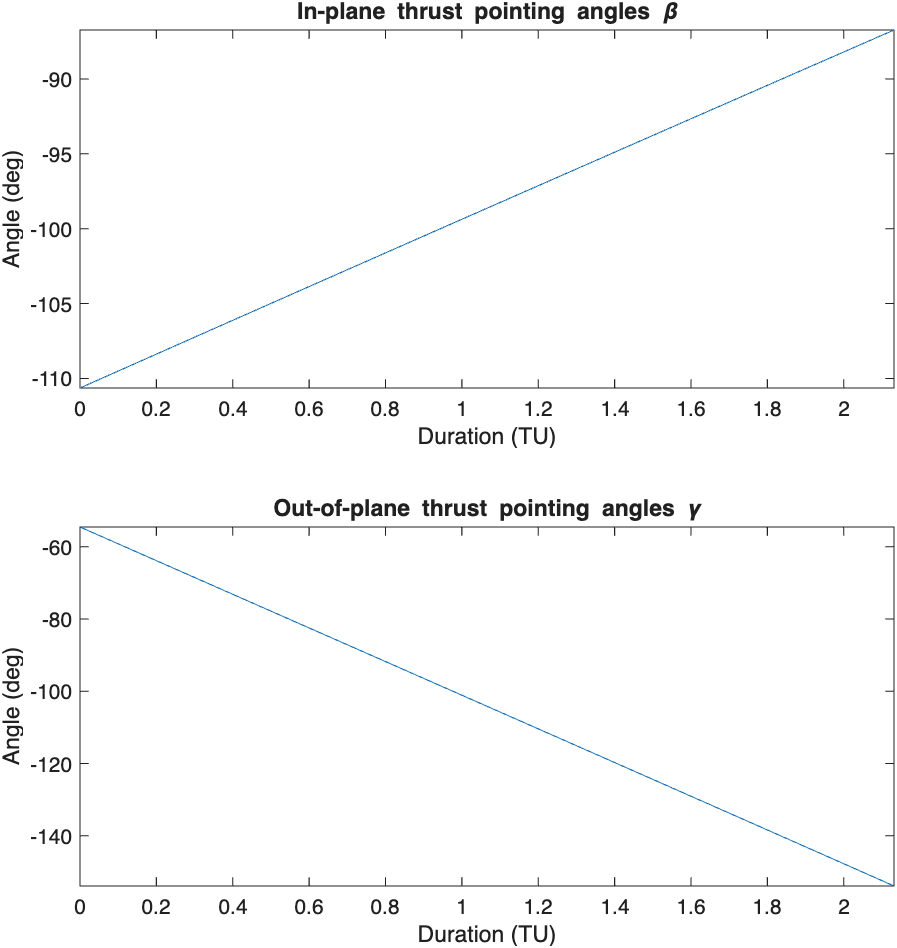 In-plane thrust pointing angles β
-90
-95
-100
-105
-110
Angle (deg)
0 0.2 0.4 0.6 0.8 1 1.2 1.4 1.6 1.8 2
Duration (TU)
Out-of-plane thrust pointing angles γ
-60
-80
-100
-120
-140
Angle (deg)
0 0.2 0.4 0.6 0.8 1 1.2 1.4 1.6 1.8 2
Duration (TU)